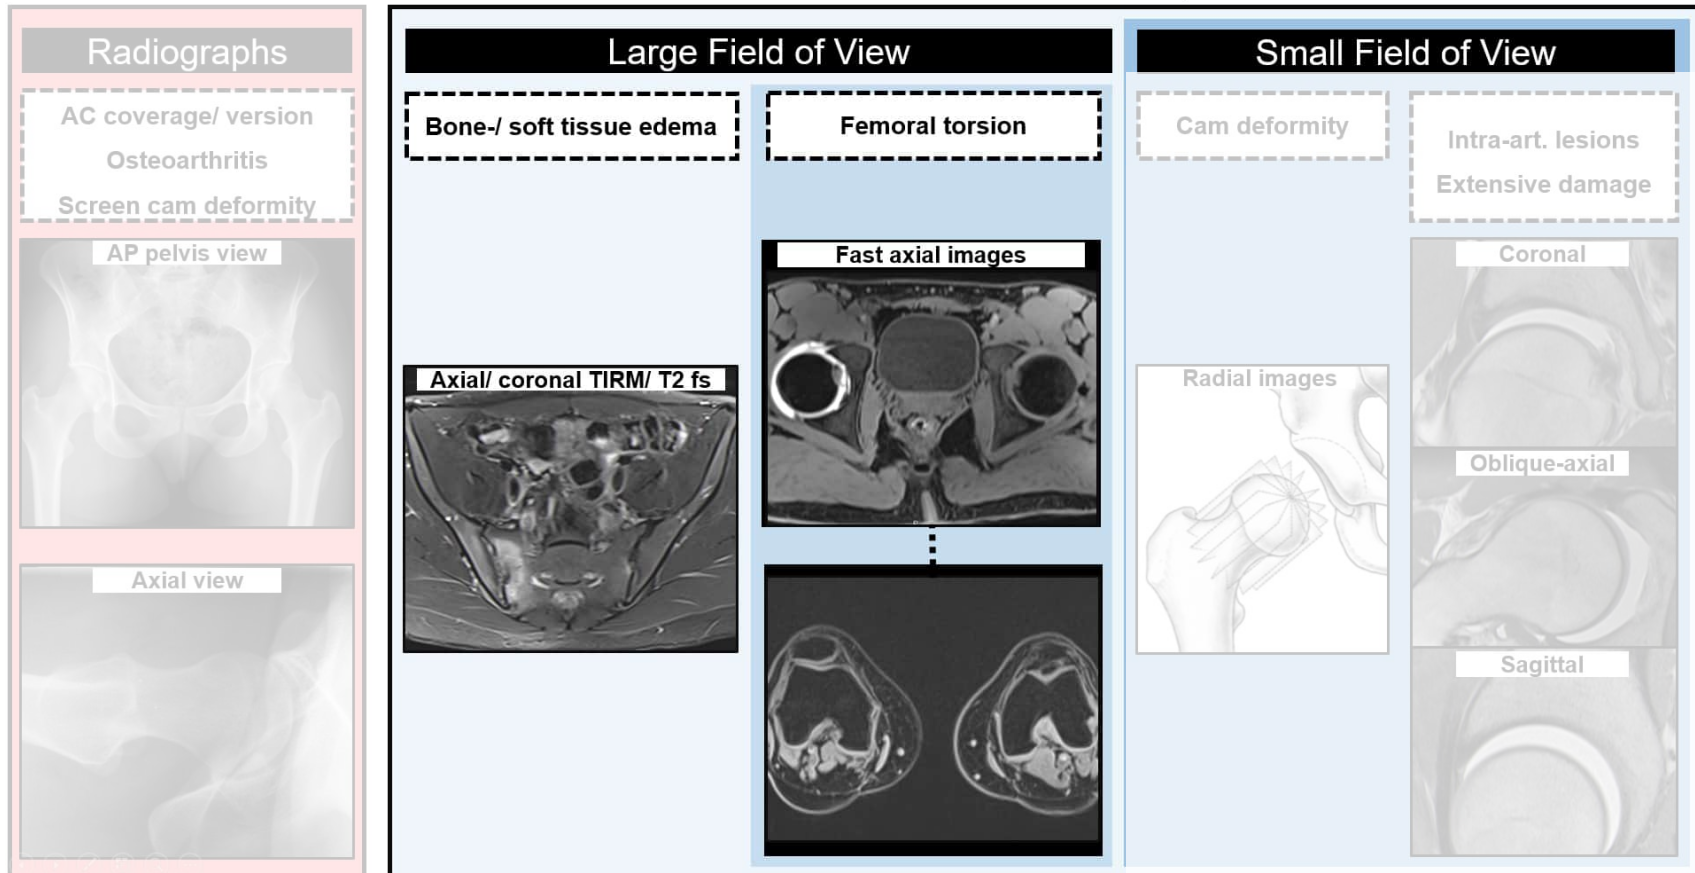 Radiographs
AC coverage/ version
Osteoarthritis
Screen cam deformity
AP pelvis view
Axial view
Large Field of View
Bone-/ soft tissue edema
Axial/ coronal TIRM/ T2 fs
Femoral torsion
Fast axial images
Small Field of View
Cam deformity
Radial images
Intra-art. lesions
Extensive damage
Coronal
Oblique-axial
Sagittal